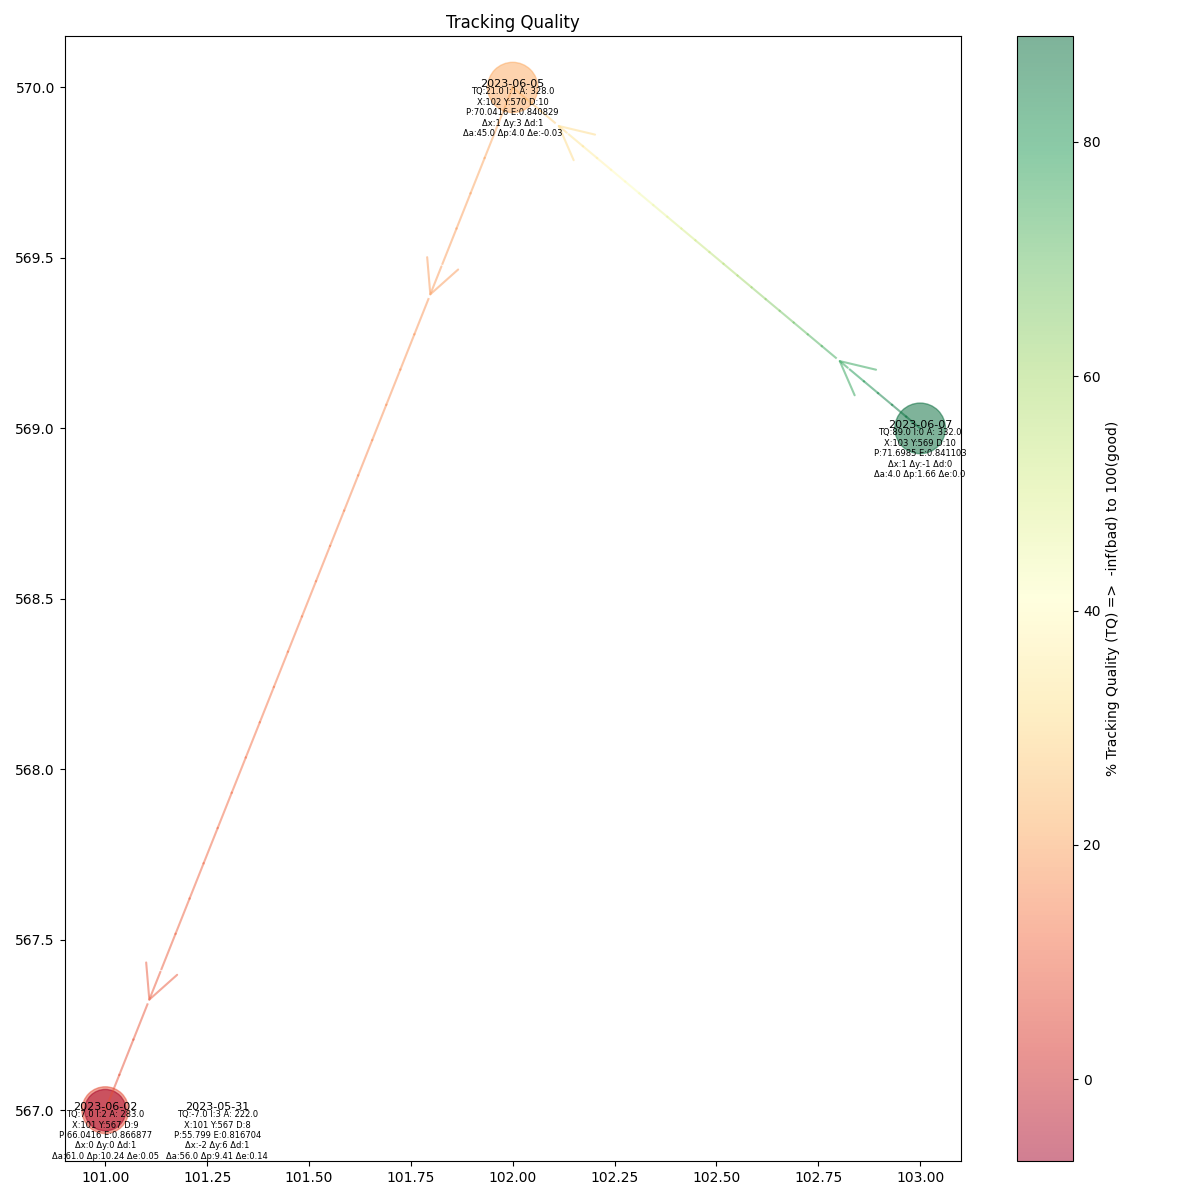 Tracking Quality
570.0
569.5
569.0
568.5
568.0
567.5
567.0
101.00
101.25
101.50
101.75
102.00
102.25
102.50
102.75
103.00
2023-06-05
TQ:21.0 I:1 A: 328.0
X:102 Y:570 D:10
P:70.0416 E:0.840829
Δx:1 Δy:3 Δd:1
Δa:45.0 Δp:4.0 Δe:-0.03
2023-06-07
TQ:89.0 I:0 A: 332.0
X:103 Y:569 D:10
P:71.6985 E:0.841103
Δx:1 Δy:-1 Δd:0
Δa:4.0 Δp:1.66 Δe:0.0
2023-06-02
TQ:7.0 I:2 A: 283.0
X:101 Y:567 D:9
P:66.0416 E:0.866877
Δx:0 Δy:0 Δd:1
Δa:61.0 Δp:10.24 Δe:0.05
2023-05-31
TQ:-7.0 I:3 A: 222.0
X:101 Y:567 D:8
P:55.799 E:0.816704
Δx:-2 Δy:6 Δd:1
Δa:56.0 Δp:9.41 Δe:0.14
80
60
40
20
0
% Tracking Quality (TQ) => -inf(bad) to 100(good)